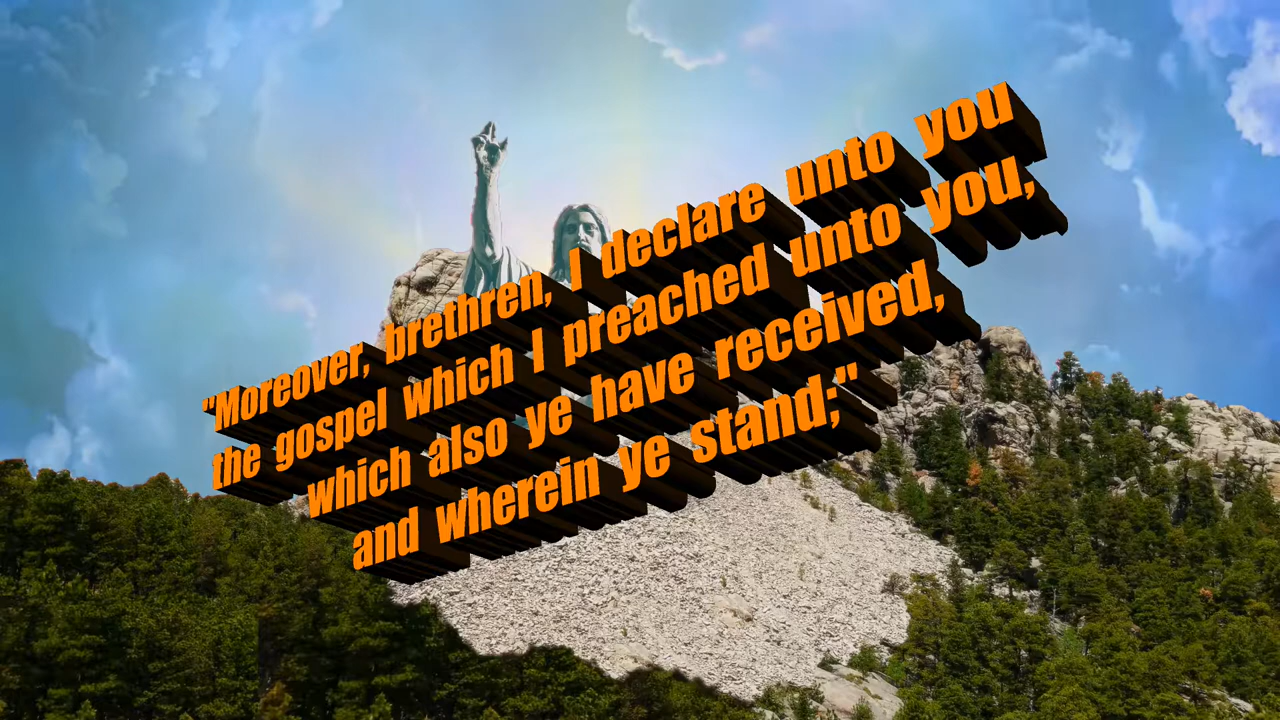 "Moreover, brethren, I declare unto you
the gospel which I preached unto you,
which also ye have received,
and wherein ye stand;"